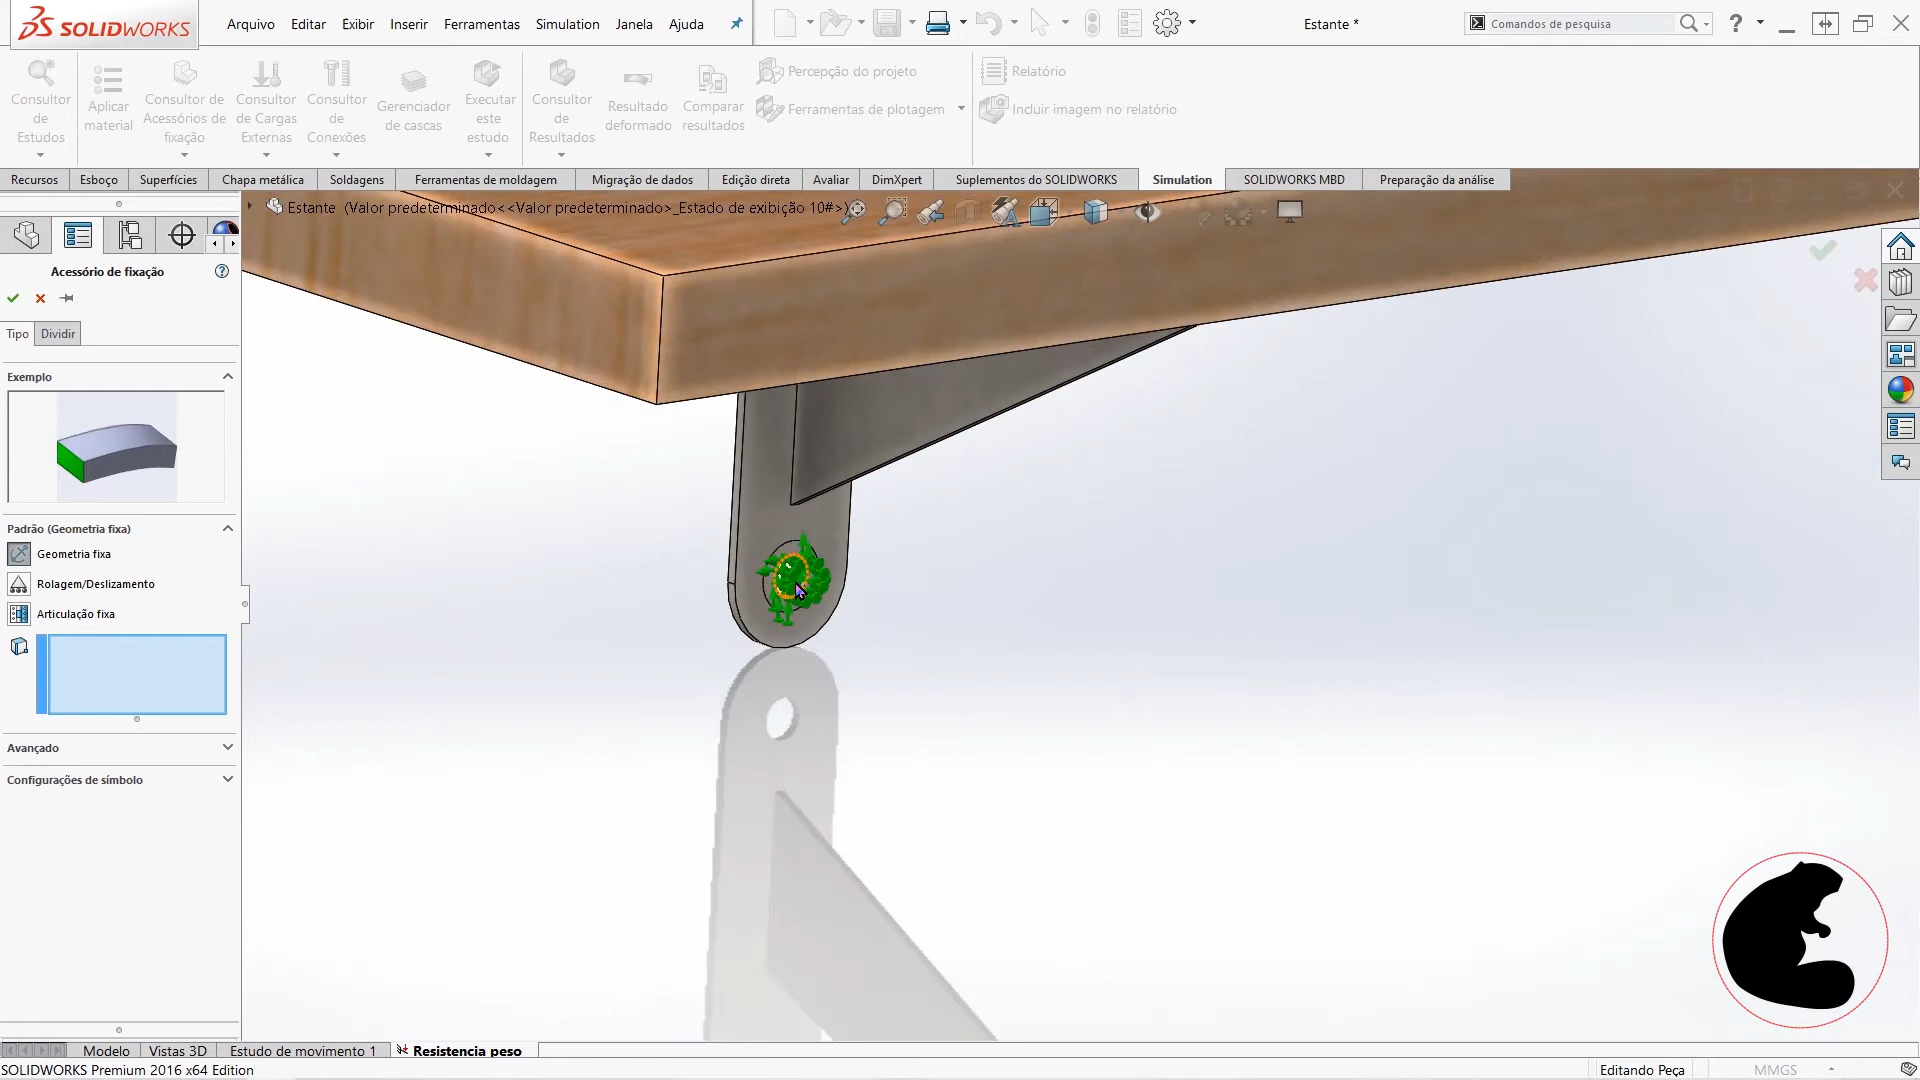 SOLIDWORKS
Arquivo Editar Exibir Inserir Ferramentas Simulation Janela Ajuda
Estante *
Comandos de pesquisa
?
Consultor de Estudos
Aplicar material
Consultor de Acessórios de fixação
Consultor de Cargas Externas
Consultor de Conexões
Gerenciador de cascas
Executar este estudo
Consultor de Resultados
Resultado deformado
Comparar resultados
Percepção do projeto
Ferramentas de plotagem
Relatório
Incluir imagem no relatório
Recursos Esboço Superfícies Chapa metálica Soldagens Ferramentas de moldagem Migração de dados Edição direta Avaliar DimXpert Suplementos do SOLIDWORKS Simulation SOLIDWORKS MBD Preparação da análise
Estante (Valor predeterminado<<Valor predeterminado>_Estado de exibição 10#>)
Acessório de fixação
?
Tipo Dividir
Exemplo
Padrão (Geometria fixa)
Geometria fixa
Rolagem/Deslizamento
Articulação fixa
Avançado
Configurações de símbolo
Modelo Vistas 3D Estudo de movimento 1 Resistencia peso
SOLIDWORKS Premium 2016 x64 Edition
Editando Peça
MMGS